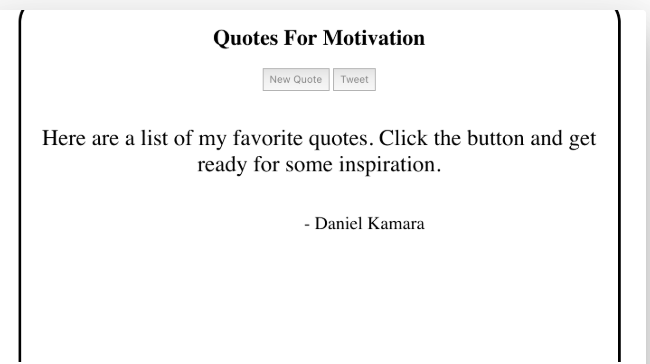 Quotes For Motivation
New Quote Tweet
Here are a list of my favorite quotes. Click the button and get
ready for some inspiration.
- Daniel Kamara